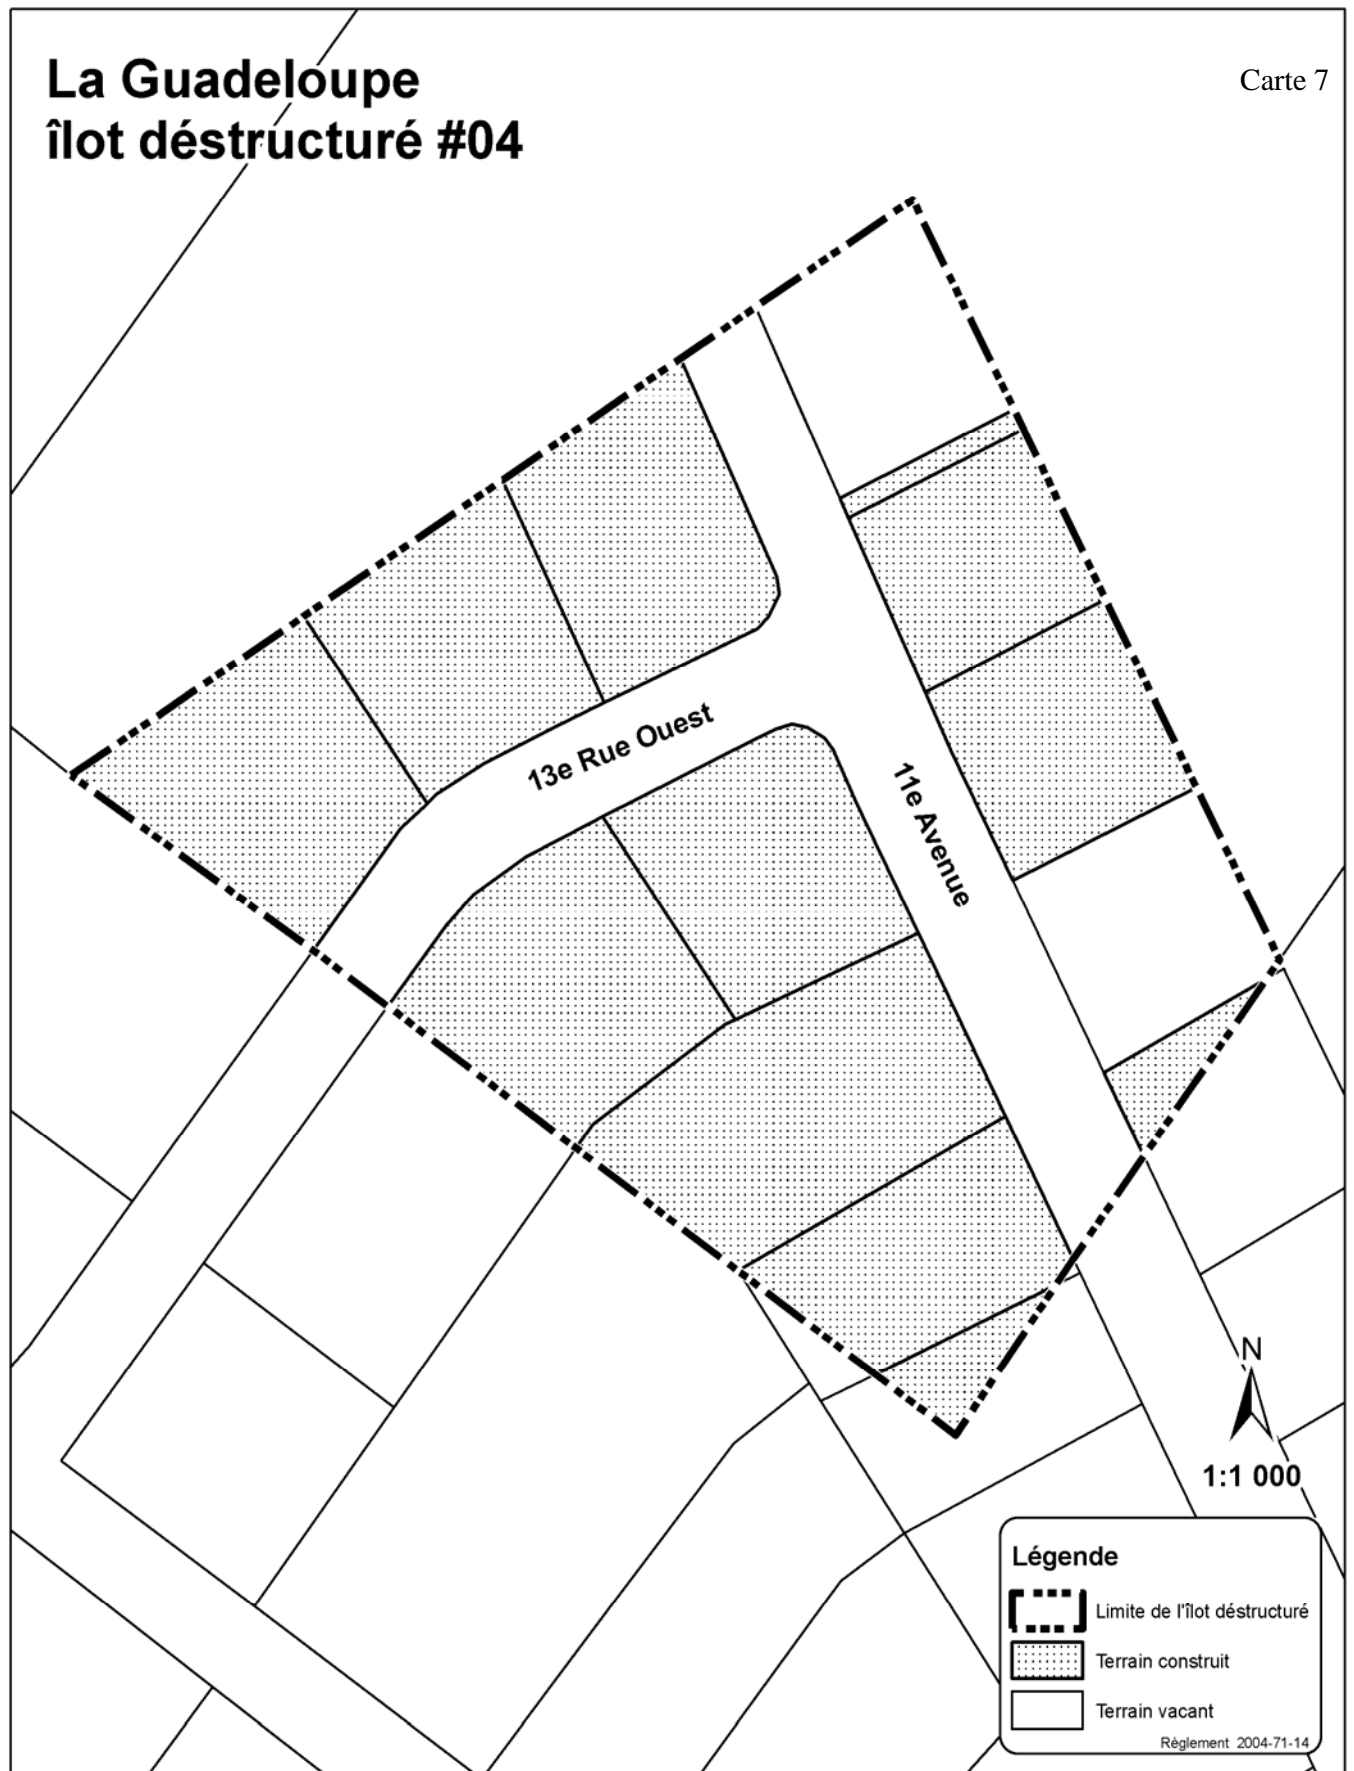 La Guadeloupe
îlot déstructuré #04
Carte 7
13e Rue Ouest
11e Avenue
N
1:1 000
Légende
Limite de l'îlot déstructuré
Terrain construit
Terrain vacant
Règlement 2004-71-14